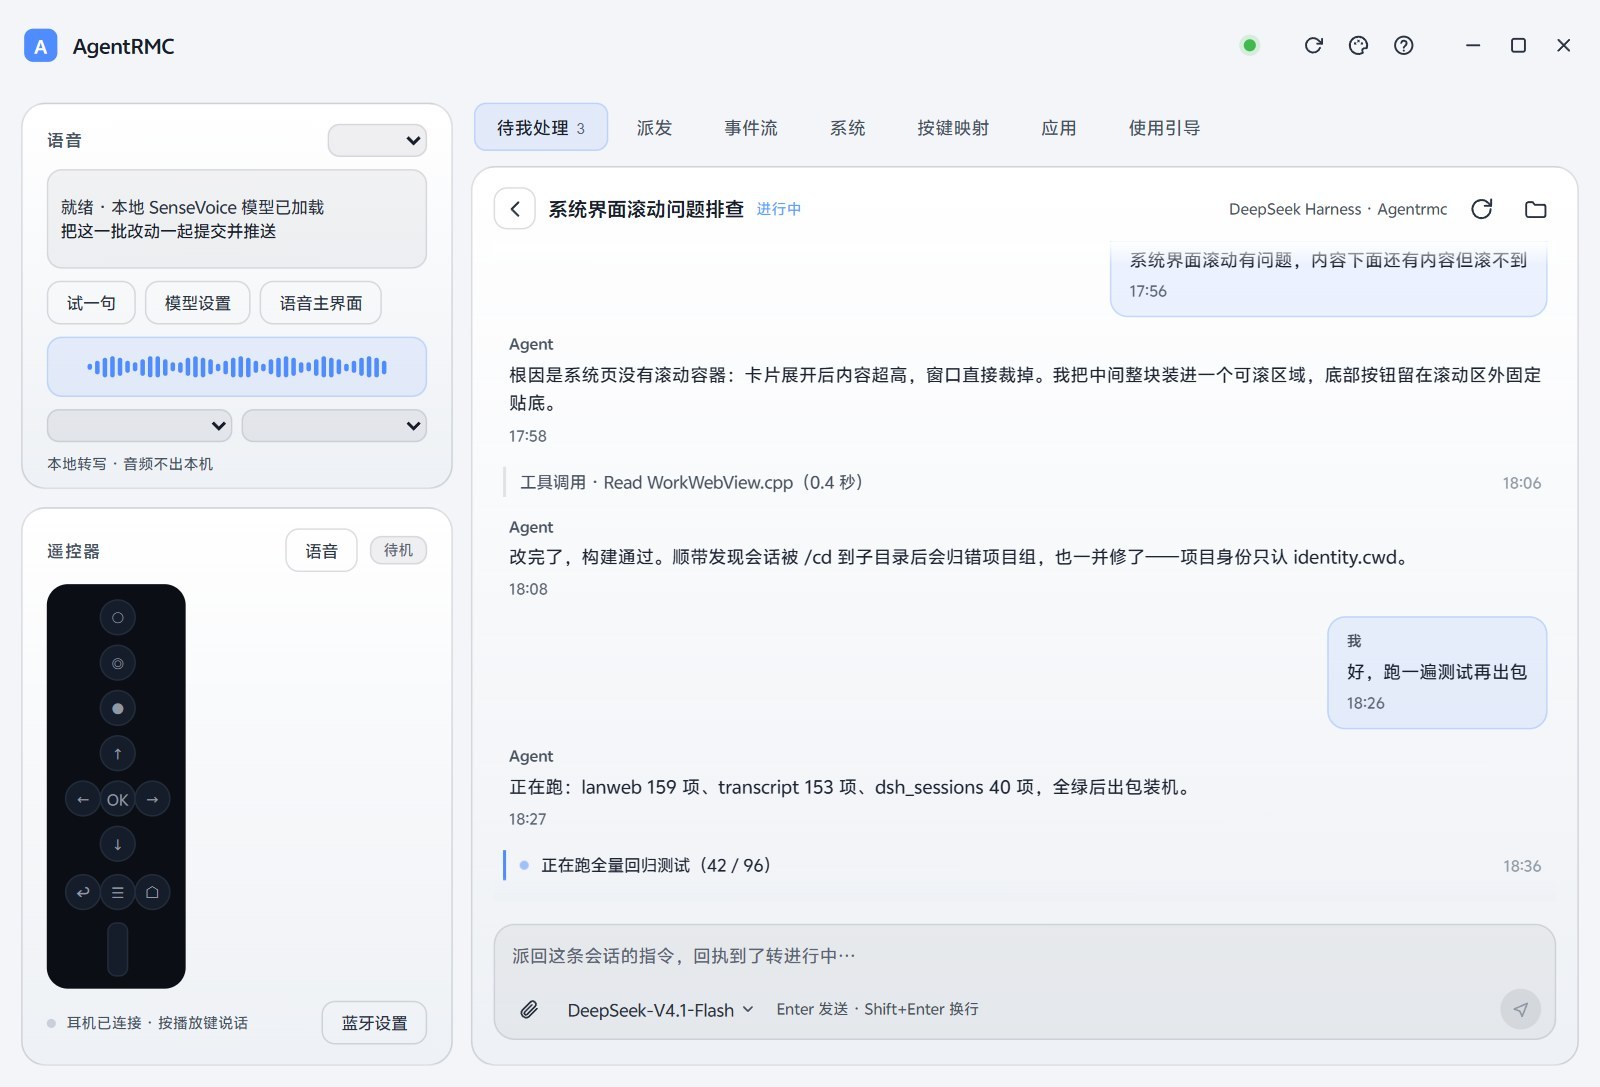 A AgentRMC
语音
就绪 · 本地 SenseVoice 模型已加载
把这一批改动一起提交并推送
试一句 模型设置 语音主界面
本地转写 · 音频不出本机
遥控器 语音 待机
↑
← OK →
↓
耳机已连接 · 按播放键说话 蓝牙设置
待我处理 3 派发 事件流 系统 按键映射 应用 使用引导
系统界面滚动问题排查 进行中 DeepSeek Harness · Agentrmc
系统界面滚动有问题，内容下面还有内容但滚不到
17:56
Agent
根因是系统页没有滚动容器：卡片展开后内容超高，窗口直接裁掉。我把中间整块装进一个可滚区域，底部按钮留在滚动区外固定
贴底。
17:58
工具调用 · Read WorkWebView.cpp（0.4 秒） 18:06
Agent
改完了，构建通过。顺带发现会话被 /cd 到子目录后会归错项目组，也一并修了——项目身份只认 identity.cwd。
18:08
我
好，跑一遍测试再出包
18:26
Agent
正在跑：lanweb 159 项、transcript 153 项、dsh_sessions 40 项，全绿后出包装机。
18:27
正在跑全量回归测试（42 / 96） 18:36
派回这条会话的指令，回执到了转进行中…
DeepSeek-V4.1-Flash Enter 发送 · Shift+Enter 换行